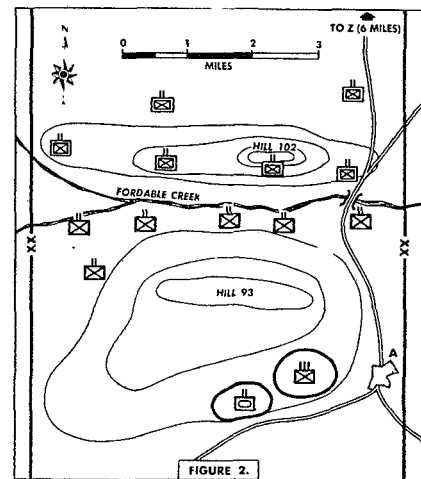 TO Z (6 MILES)
N
0 1 2 3
MILES
HILL 102
FORDABLE CREEK
XX
XX
HILL 93
A
FIGURE 2.